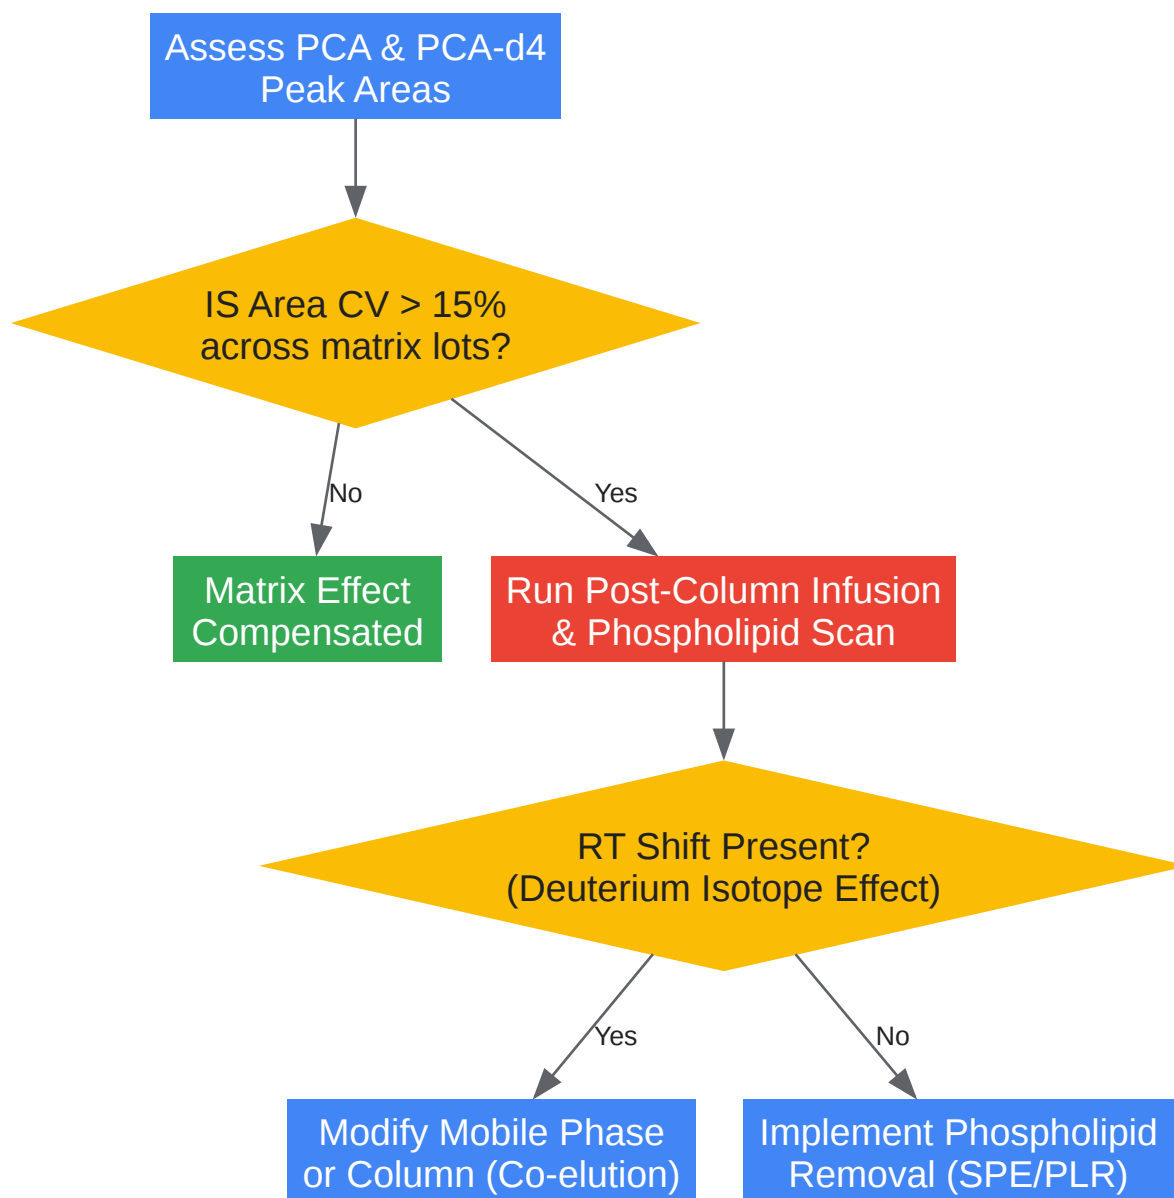 Assess PCA & PCA-d4
Peak Areas
IS Area CV > 15%
across matrix lots?
No
Yes
Matrix Effect
Compensated
Run Post-Column Infusion
& Phospholipid Scan
RT Shift Present?
(Deuterium Isotope Effect)
Yes
No
Modify Mobile Phase
or Column (Co-elution)
Implement Phospholipid
Removal (SPE/PLR)